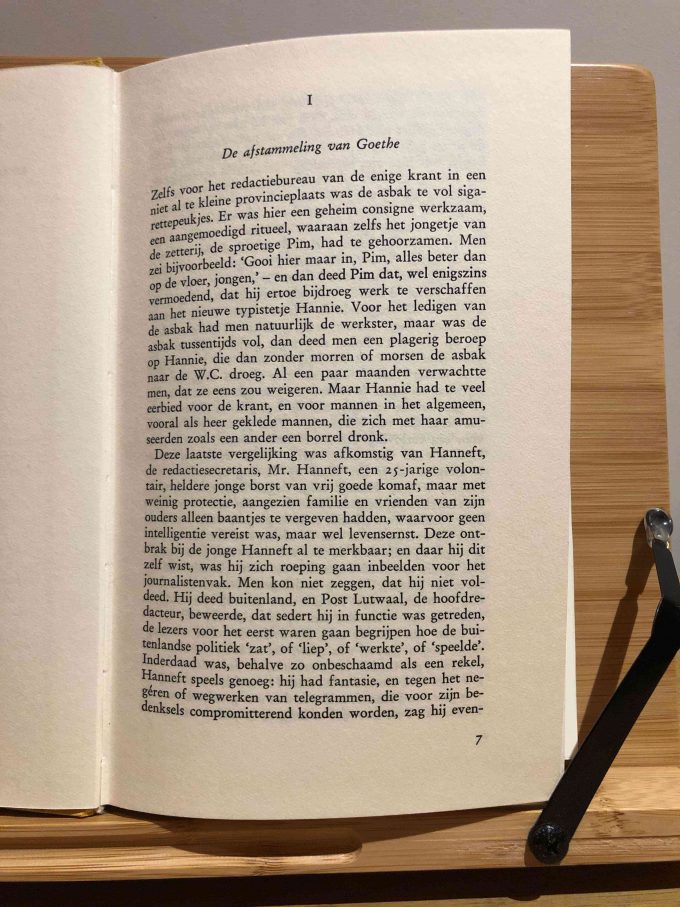 I
De afstammeling van Goethe
Zelfs voor het redactiebureau van de enige krant in een
niet al te kleine provincieplaats was de asbak te vol siga-
rettepeukjes. Er was hier een geheim consigne werkzaam,
een aangemoedigd ritueel, waaraan zelfs het jongetje van
de zetterij, de sproetige Pim, had te gehoorzamen. Men
zei bijvoorbeeld: ‘Gooi hier maar in, Pim, alles beter dan
op de vloer, jongen,’ – en dan deed Pim dat, wel enigszins
vermoedend, dat hij ertoe bijdroeg werk te verschaffen
aan het nieuwe typistetje Hannie. Voor het ledigen van
de asbak had men natuurlijk de werkster, maar was de
asbak tussentijds vol, dan deed men een plagerig beroep
op Hannie, die dan zonder morren of morsen de asbak
naar de W.C. droeg. Al een paar maanden verwachtte
men, dat ze eens zou weigeren. Maar Hannie had te veel
eerbied voor de krant, en voor mannen in het algemeen,
vooral als heer geklede mannen, die zich met haar amu-
seerden zoals een ander een borrel dronk.
Deze laatste vergelijking was afkomstig van Hanneft,
de redactiesecretaris, Mr. Hanneft, een 25-jarige volon-
tair, heldere jonge borst van vrij goede komaf, maar met
weinig protectie, aangezien familie en vrienden van zijn
ouders alleen baantjes te vergeven hadden, waarvoor geen
intelligentie vereist was, maar wel levensernst. Deze ont-
brak bij de jonge Hanneft al te merkbaar; en daar hij dit
zelf wist, was hij zich roeping gaan inbeelden voor het
journalistenvak. Men kon niet zeggen, dat hij niet vol-
deed. Hij deed buitenland, en Post Lutwaal, de hoofdre-
dacteur, beweerde, dat sedert hij in functie was getreden,
de lezers voor het eerst waren gaan begrijpen hoe de bui-
tenlandse politiek ‘zat’, of ‘liep’, of ‘werkte’, of ‘speelde’.
Inderdaad was, behalve zo onbeschaamd als een rekel,
Hanneft speels genoeg: hij had fantasie, en tegen het ne-
géren of wegwerken van telegrammen, die voor zijn be-
denksels compromitterend konden worden, zag hij even-
7